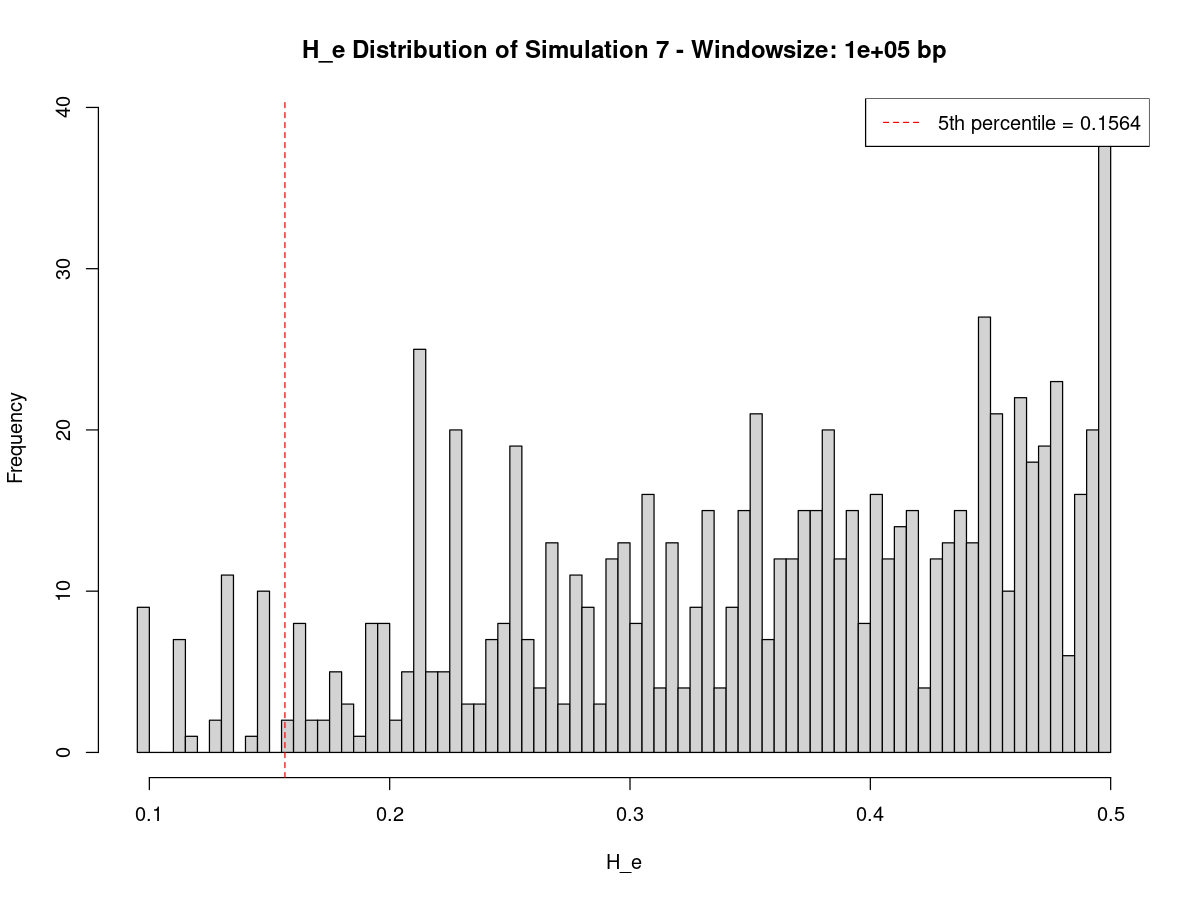 H_e Distribution of Simulation 7 - Windowsize: 1e+05 bp
5th percentile = 0.1564
Frequency
40
30
20
10
0
0.1 0.2 0.3 0.4 0.5
H_e